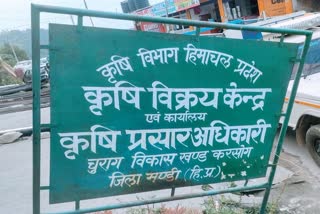 कृषि विभाग हिमाचल प्रदेश
कृषि विक्रय केन्द्र
एवं कार्यालय
कृषि प्रसार अधिकारी
चुराग विकास खण्ड करसोग
जिला मण्डी (हि.प्र.)